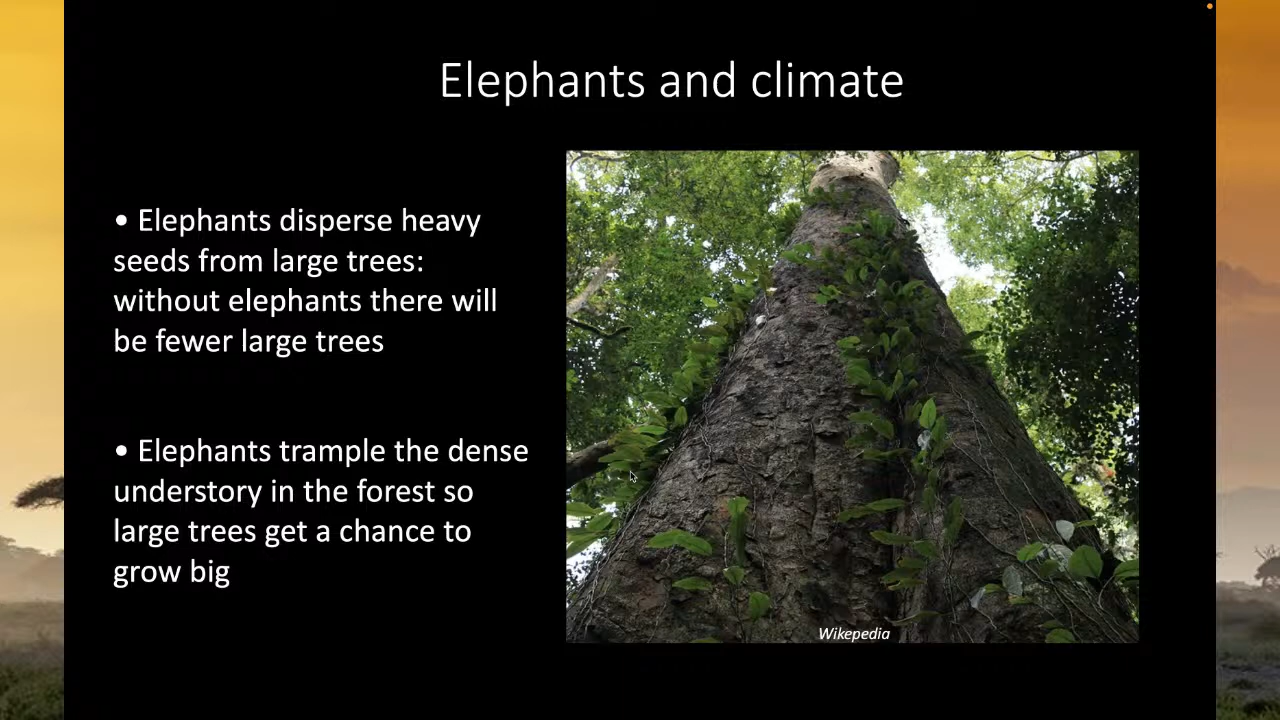 Elephants and climate
• Elephants disperse heavy
seeds from large trees:
without elephants there will
be fewer large trees
• Elephants trample the dense
understory in the forest so
large trees get a chance to
grow big
Wikepedia